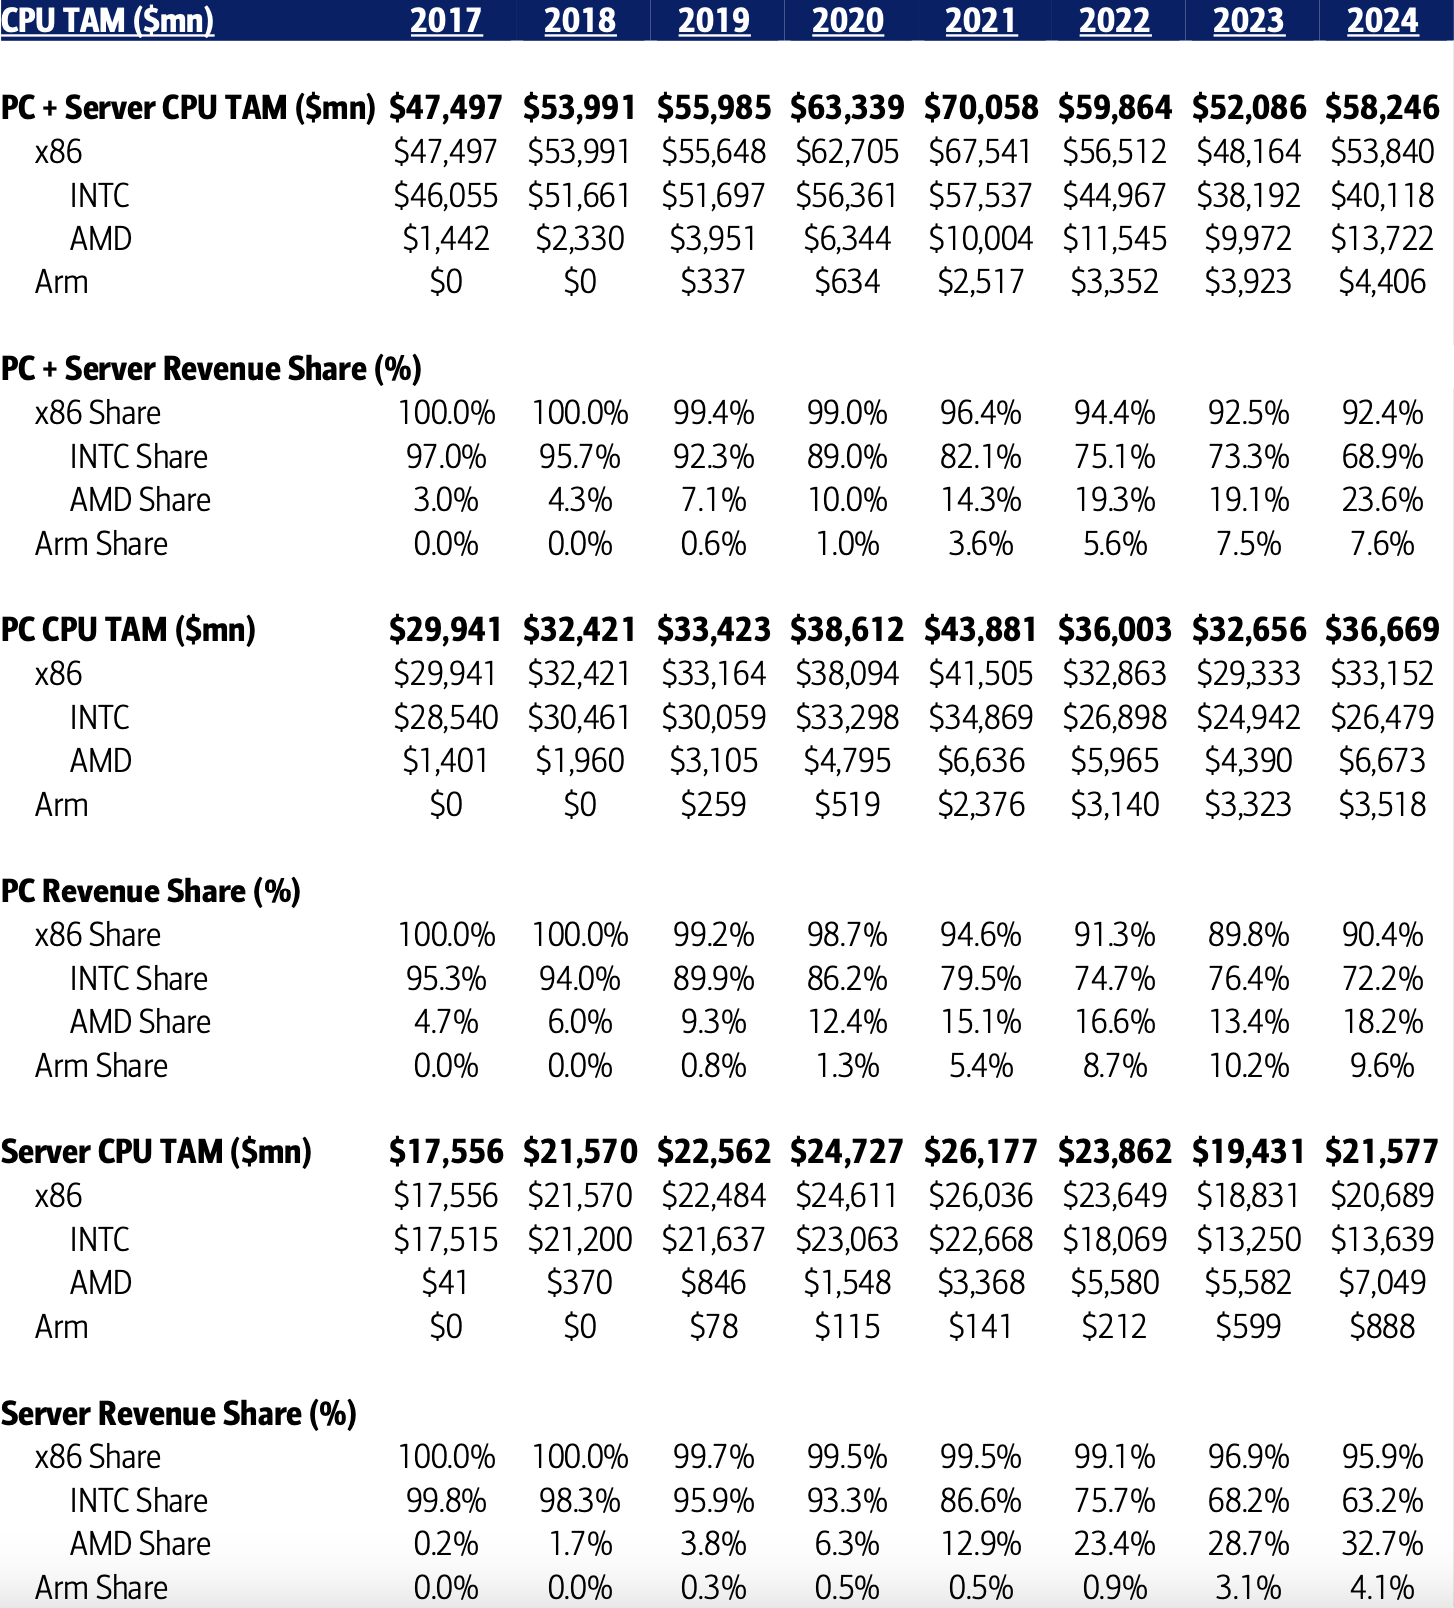 CPU TAM ($mn) 2017 2018 2019 2020 2021 2022 2023 2024
PC + Server CPU TAM ($mn) $47,497 $53,991 $55,985 $63,339 $70,058 $59,864 $52,086 $58,246
x86 $47,497 $53,991 $55,648 $62,705 $67,541 $56,512 $48,164 $53,840
INTC $46,055 $51,661 $51,697 $56,361 $57,537 $44,967 $38,192 $40,118
AMD $1,442 $2,330 $3,951 $6,344 $10,004 $11,545 $9,972 $13,722
Arm $0 $0 $337 $634 $2,517 $3,352 $3,923 $4,406
PC + Server Revenue Share (%)
x86 Share 100.0% 100.0% 99.4% 99.0% 96.4% 94.4% 92.5% 92.4%
INTC Share 97.0% 95.7% 92.3% 89.0% 82.1% 75.1% 73.3% 68.9%
AMD Share 3.0% 4.3% 7.1% 10.0% 14.3% 19.3% 19.1% 23.6%
Arm Share 0.0% 0.0% 0.6% 1.0% 3.6% 5.6% 7.5% 7.6%
PC CPU TAM ($mn) $29,941 $32,421 $33,423 $38,612 $43,881 $36,003 $32,656 $36,669
x86 $29,941 $32,421 $33,164 $38,094 $41,505 $32,863 $29,333 $33,152
INTC $28,540 $30,461 $30,059 $33,298 $34,869 $26,898 $24,942 $26,479
AMD $1,401 $1,960 $3,105 $4,795 $6,636 $5,965 $4,390 $6,673
Arm $0 $0 $259 $519 $2,376 $3,140 $3,323 $3,518
PC Revenue Share (%)
x86 Share 100.0% 100.0% 99.2% 98.7% 94.6% 91.3% 89.8% 90.4%
INTC Share 95.3% 94.0% 89.9% 86.2% 79.5% 74.7% 76.4% 72.2%
AMD Share 4.7% 6.0% 9.3% 12.4% 15.1% 16.6% 13.4% 18.2%
Arm Share 0.0% 0.0% 0.8% 1.3% 5.4% 8.7% 10.2% 9.6%
Server CPU TAM ($mn) $17,556 $21,570 $22,562 $24,727 $26,177 $23,862 $19,431 $21,577
x86 $17,556 $21,570 $22,484 $24,611 $26,036 $23,649 $18,831 $20,689
INTC $17,515 $21,200 $21,637 $23,063 $22,668 $18,069 $13,250 $13,639
AMD $41 $370 $846 $1,548 $3,368 $5,580 $5,582 $7,049
Arm $0 $0 $78 $115 $141 $212 $599 $888
Server Revenue Share (%)
x86 Share 100.0% 100.0% 99.7% 99.5% 99.5% 99.1% 96.9% 95.9%
INTC Share 99.8% 98.3% 95.9% 93.3% 86.6% 75.7% 68.2% 63.2%
AMD Share 0.2% 1.7% 3.8% 6.3% 12.9% 23.4% 28.7% 32.7%
Arm Share 0.0% 0.0% 0.3% 0.5% 0.5% 0.9% 3.1% 4.1%